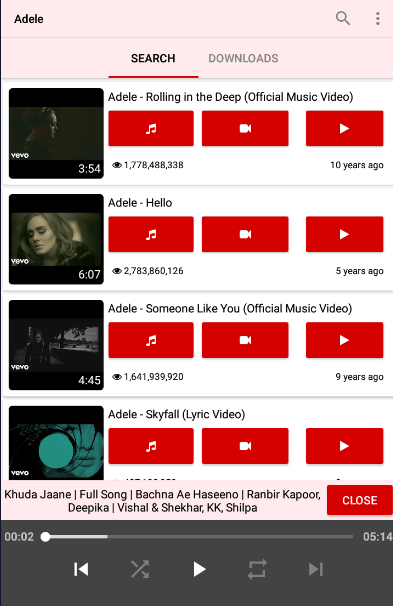 Adele
SEARCH
DOWNLOADS
Adele - Rolling in the Deep (Official Music Video)
vevo
3:54
1,778,488,338
10 years ago
Adele - Hello
vevo
6:07
2,783,860,126
5 years ago
Adele - Someone Like You (Official Music Video)
vevo
4:45
1,641,939,920
9 years ago
Adele - Skyfall (Lyric Video)
vevo
Khuda Jaane | Full Song | Bachna Ae Haseeno | Ranbir Kapoor,
Deepika | Vishal & Shekhar, KK, Shilpa
CLOSE
00:02
05:14